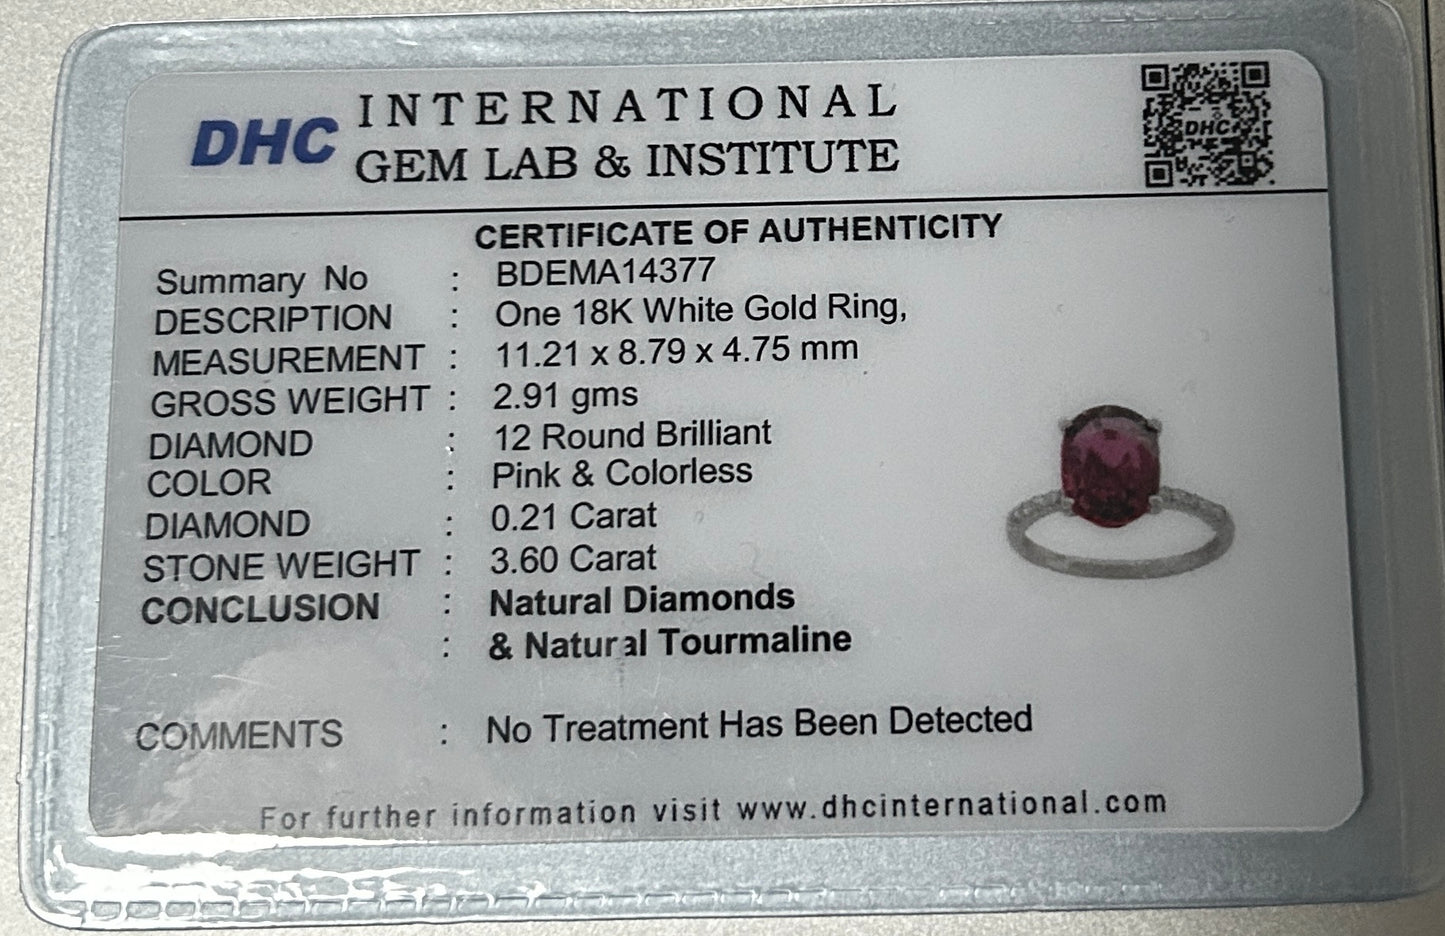 DHC INTERNATIONAL
GEM LAB & INSTITUTE
DHC
CERTIFICATE OF AUTHENTICITY
Summary No : BDEMA14377
DESCRIPTION : One 18K White Gold Ring,
MEASUREMENT : 11.21 x 8.79 x 4.75 mm
GROSS WEIGHT : 2.91 gms
DIAMOND : 12 Round Brilliant
COLOR : Pink & Colorless
DIAMOND : 0.21 Carat
STONE WEIGHT : 3.60 Carat
CONCLUSION : Natural Diamonds
: & Natural Tourmaline
COMMENTS : No Treatment Has Been Detected
For further information visit www.dhcinternational.com